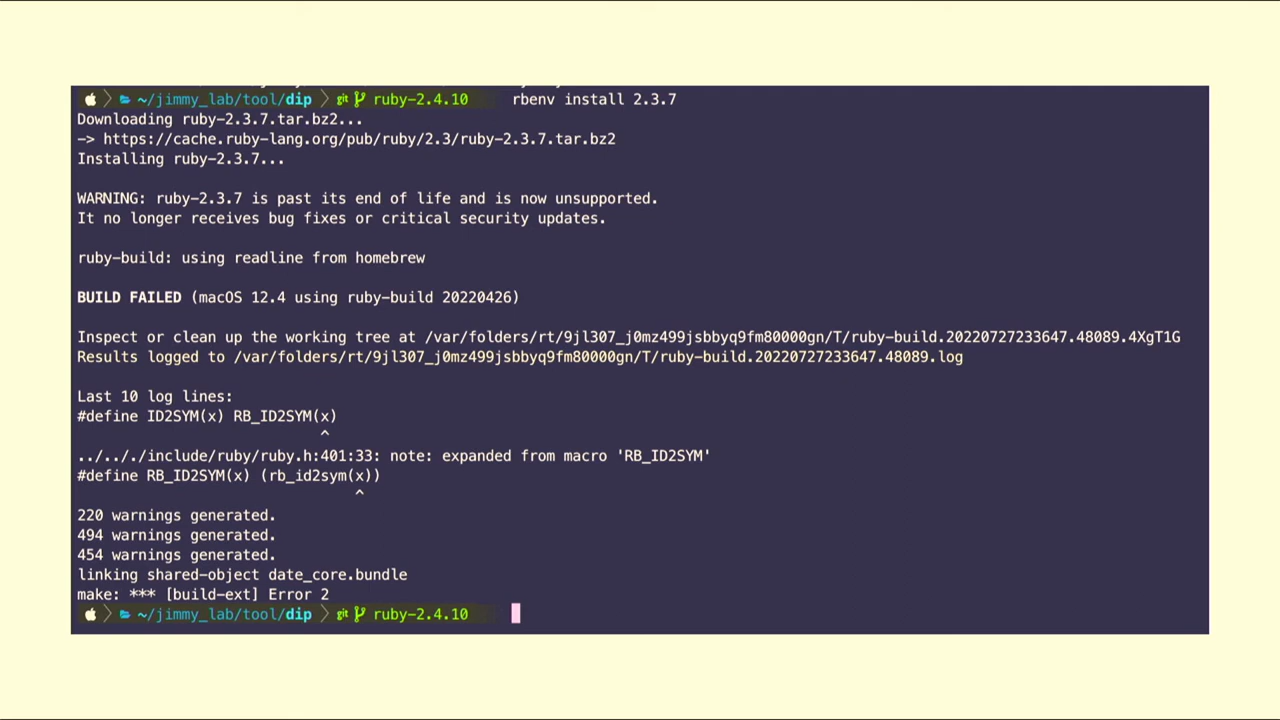 ~/jimmy_lab/tool/dip git ruby-2.4.10 rbenv install 2.3.7
Downloading ruby-2.3.7.tar.bz2...
-> https://cache.ruby-lang.org/pub/ruby/2.3/ruby-2.3.7.tar.bz2
Installing ruby-2.3.7...
WARNING: ruby-2.3.7 is past its end of life and is now unsupported.
It no longer receives bug fixes or critical security updates.
ruby-build: using readline from homebrew
BUILD FAILED (macOS 12.4 using ruby-build 20220426)
Inspect or clean up the working tree at /var/folders/rt/9jl307_j0mz499jsbbyq9fm80000gn/T/ruby-build.20220727233647.48089.4XgT1G
Results logged to /var/folders/rt/9jl307_j0mz499jsbbyq9fm80000gn/T/ruby-build.20220727233647.48089.log
Last 10 log lines:
#define ID2SYM(x) RB_ID2SYM(x)
^
../.././include/ruby/ruby.h:401:33: note: expanded from macro 'RB_ID2SYM'
#define RB_ID2SYM(x) (rb_id2sym(x))
^
220 warnings generated.
494 warnings generated.
454 warnings generated.
linking shared-object date_core.bundle
make: *** [build-ext] Error 2
~/jimmy_lab/tool/dip git ruby-2.4.10